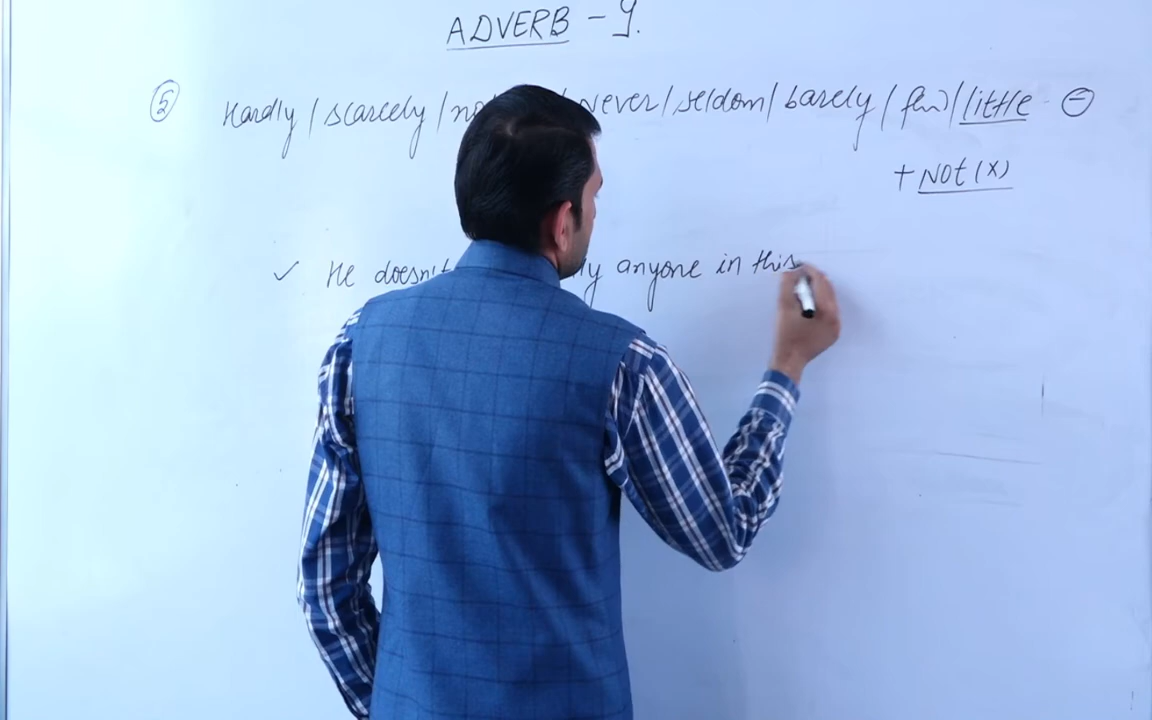 ADVERB - 9.
⑤ Hardly / scarcely / / Never / seldom / barely / few / little - ⊖
+ Not (x)
✓ He doesn't anyone in this